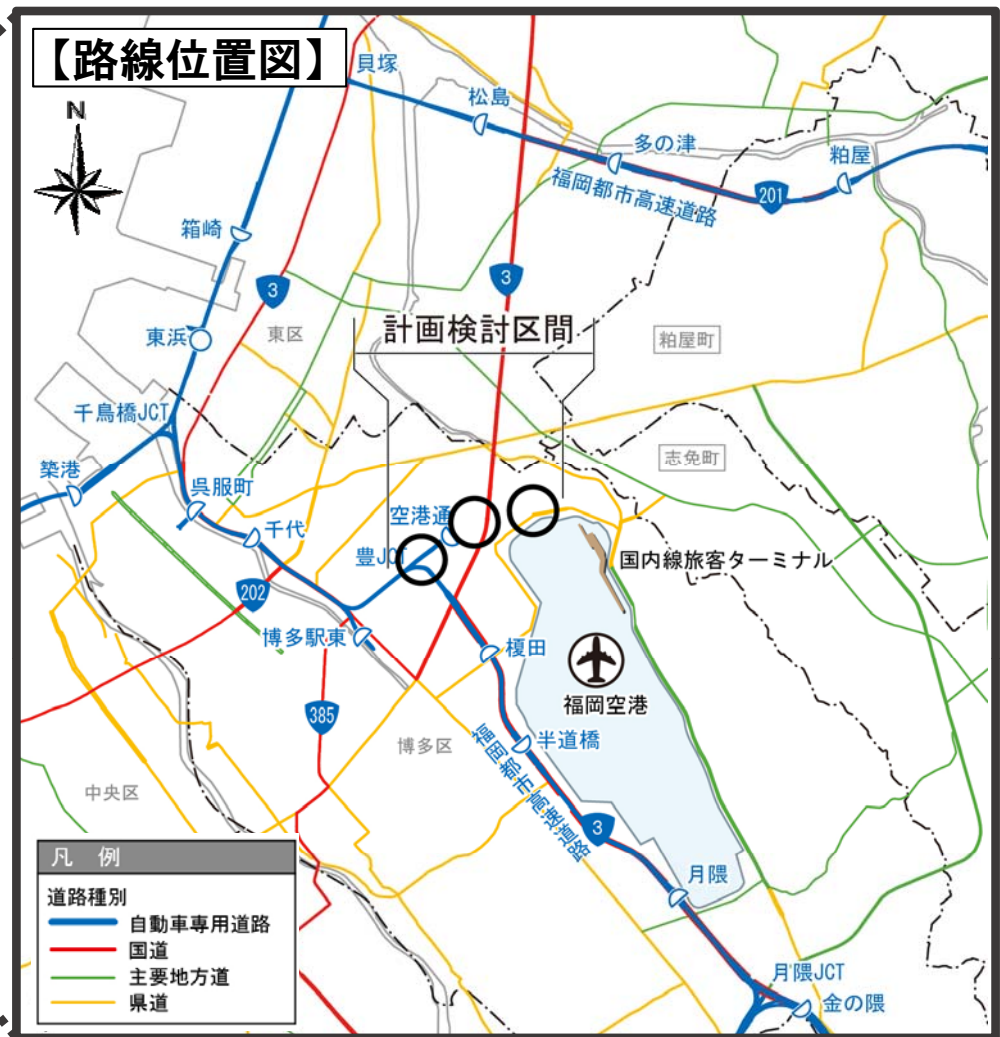 【路線位置図】
N
貝塚
松島
多の津
粕屋
福岡都市高速道路
201
箱崎
3
3
東浜
東区
計画検討区間
粕屋町
千鳥橋JCT
志免町
築港
呉服町
空港通
千代
豊JCT
国内線旅客ターミナル
202
博多駅東
榎田
福岡空港
385
博多区
半道橋
福岡都市高速道路
中央区
3
凡 例
月隈
道路種別
自動車専用道路
国道
主要地方道
県道
月隈JCT
金の隈